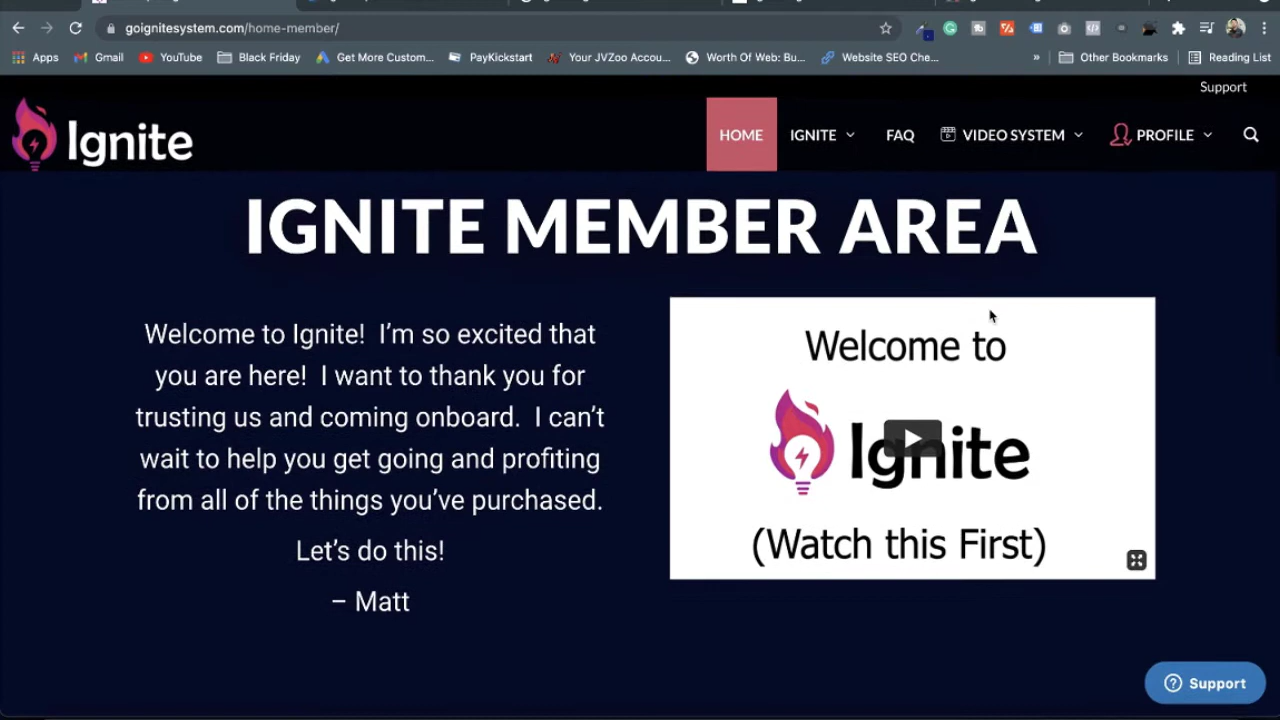 goignitesystem.com/home-member/
Apps
Gmail
YouTube
Black Friday
Get More Custom...
PayKickstart
Your JVZoo Accou...
Worth Of Web: Bu...
Website SEO Che...
»
Other Bookmarks
Reading List
Support
Ignite
HOME
IGNITE
FAQ
VIDEO SYSTEM
PROFILE
IGNITE MEMBER AREA
Welcome to Ignite! I'm so excited that
you are here! I want to thank you for
trusting us and coming onboard. I can't
wait to help you get going and profiting
from all of the things you've purchased.
Let's do this!
– Matt
Welcome to
Ignite
(Watch this First)
Support